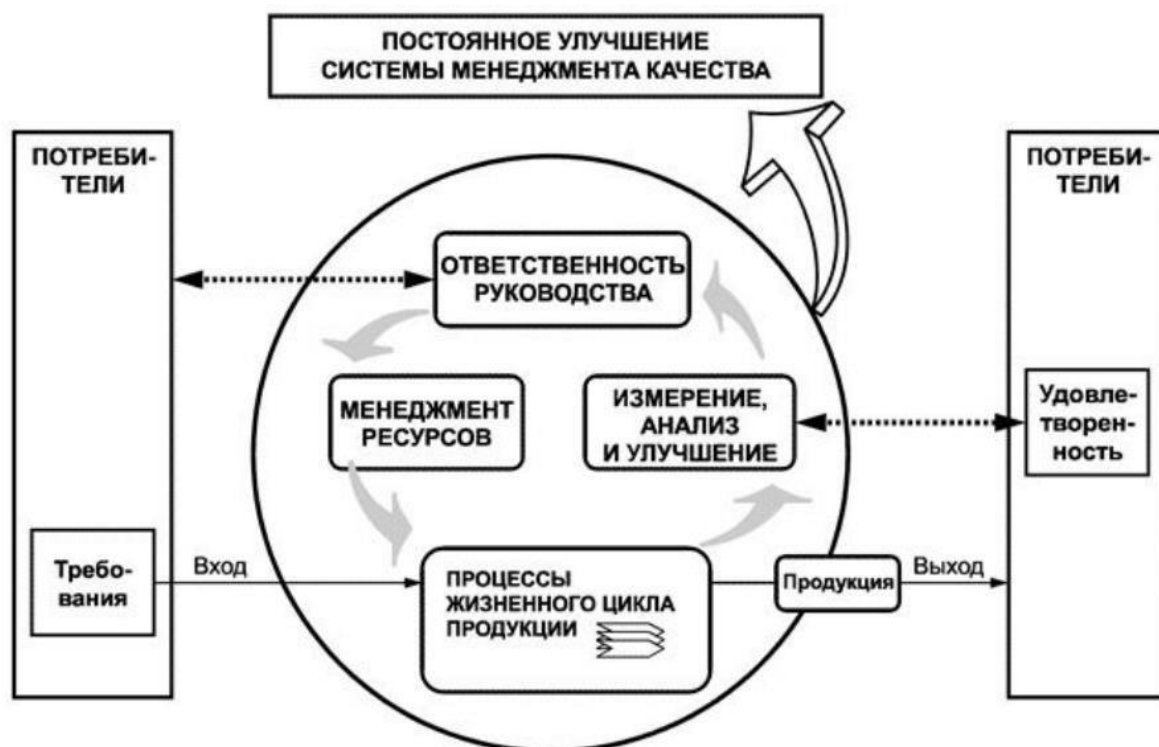 ПОСТОЯННОЕ УЛУЧШЕНИЕ
СИСТЕМЫ МЕНЕДЖМЕНТА КАЧЕСТВА
ПОТРЕБИ-
ТЕЛИ
ПОТРЕБИ-
ТЕЛИ
ОТВЕТСТВЕННОСТЬ
РУКОВОДСТВА
МЕНЕДЖМЕНТ
РЕСУРСОВ
ИЗМЕРЕНИЕ,
АНАЛИЗ
И УЛУЧШЕНИЕ
Удовле-
творен-
ность
Требо-
вания
Вход
ПРОЦЕССЫ
ЖИЗНЕННОГО ЦИКЛА
ПРОДУКЦИИ
Продукция
Выход